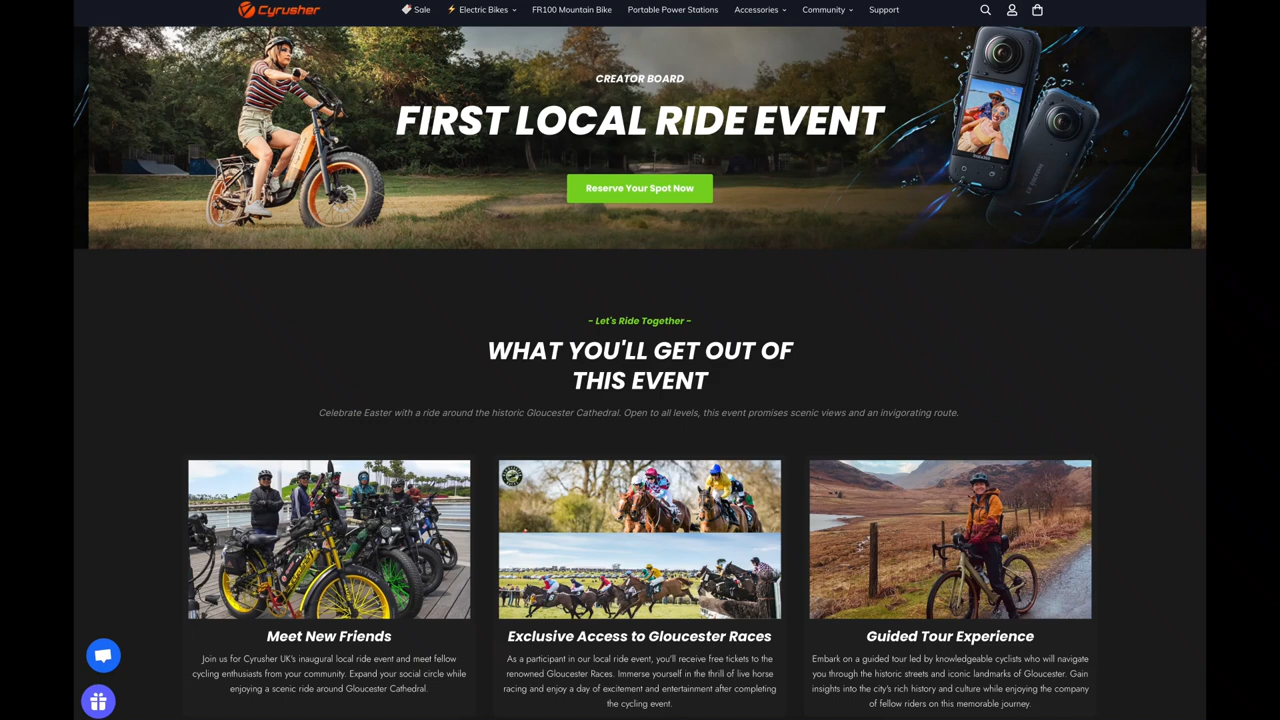 Cyrusher
Sale
Electric Bikes
FR100 Mountain Bike
Portable Power Stations
Accessories
Community
Support
CREATOR BOARD
FIRST LOCAL RIDE EVENT
Reserve Your Spot Now
Insta360
- Let's Ride Together -
WHAT YOU'LL GET OUT OF
THIS EVENT
Celebrate Easter with a ride around the historic Gloucester Cathedral. Open to all levels, this event promises scenic views and an invigorating route.
Meet New Friends
Join us for Cyrusher UK's inaugural local ride event and meet fellow
cycling enthusiasts from your community. Expand your social circle while
enjoying a scenic ride around Gloucester Cathedral.
Exclusive Access to Gloucester Races
As a participant in our local ride event, you'll receive free tickets to the
renowned Gloucester Races. Immerse yourself in the thrill of live horse
racing and enjoy a day of excitement and entertainment after completing
the cycling event.
Guided Tour Experience
Embark on a guided tour led by knowledgeable cyclists who will navigate
you through the historic streets and iconic landmarks of Gloucester. Gain
insights into the city's rich history and culture while enjoying the company
of fellow riders on this memorable journey.